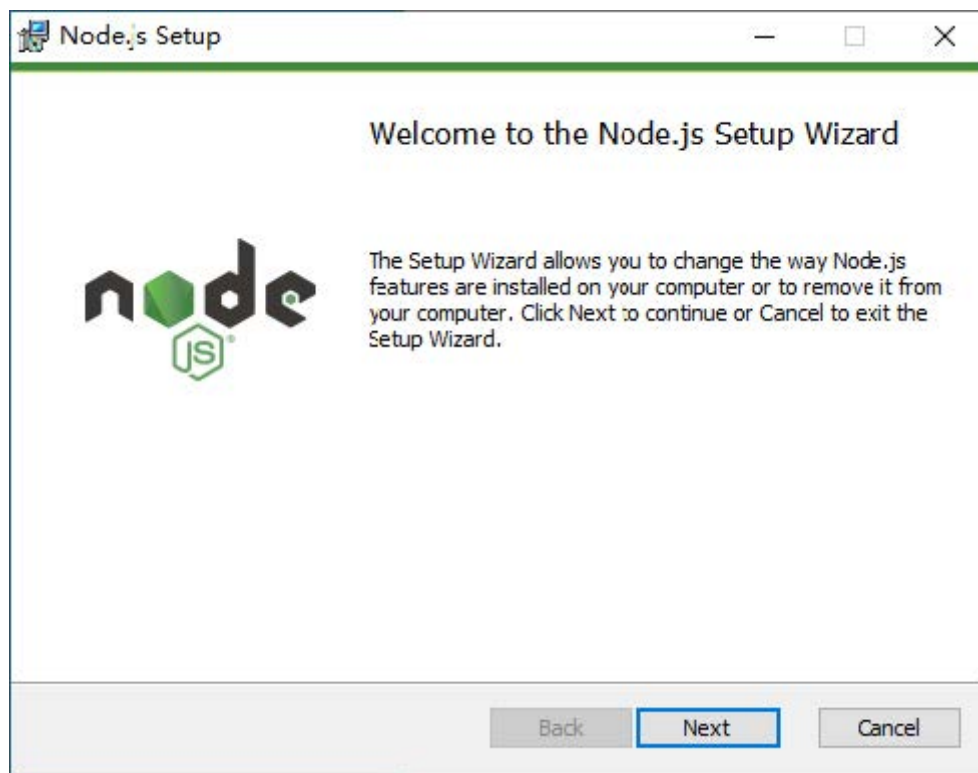 Node.js Setup
Welcome to the Node.js Setup Wizard
The Setup Wizard allows you to change the way Node.js
features are installed on your computer or to remove it from
your computer. Click Next to continue or Cancel to exit the
Setup Wizard.
node
JS
Back
Next
Cancel